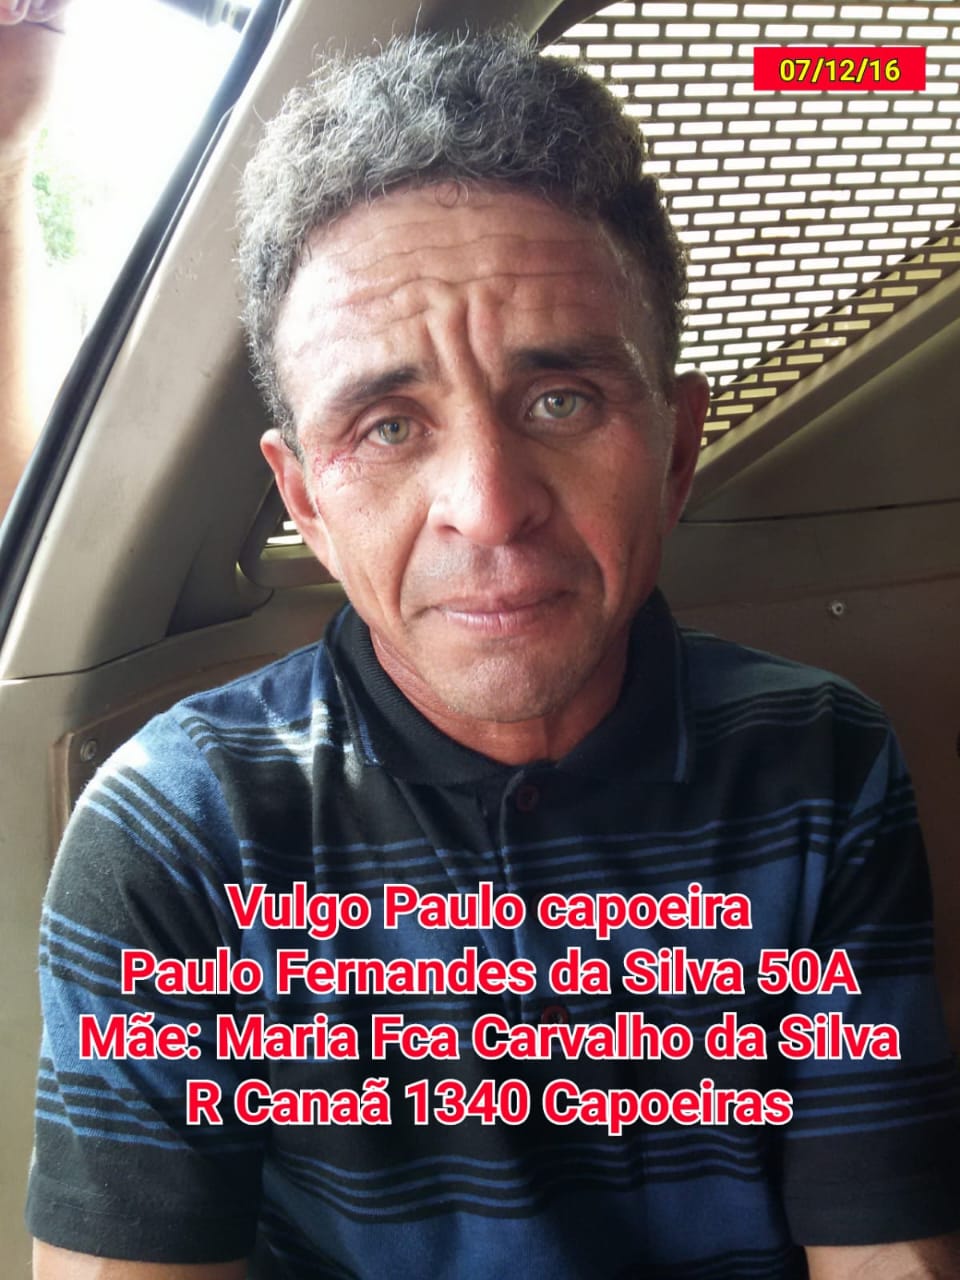 07/12/16
Vulgo Paulo capoeira
Paulo Fernandes da Silva 50A
Mãe: Maria Fca Carvalho da Silva
R Canaã 1340 Capoeiras